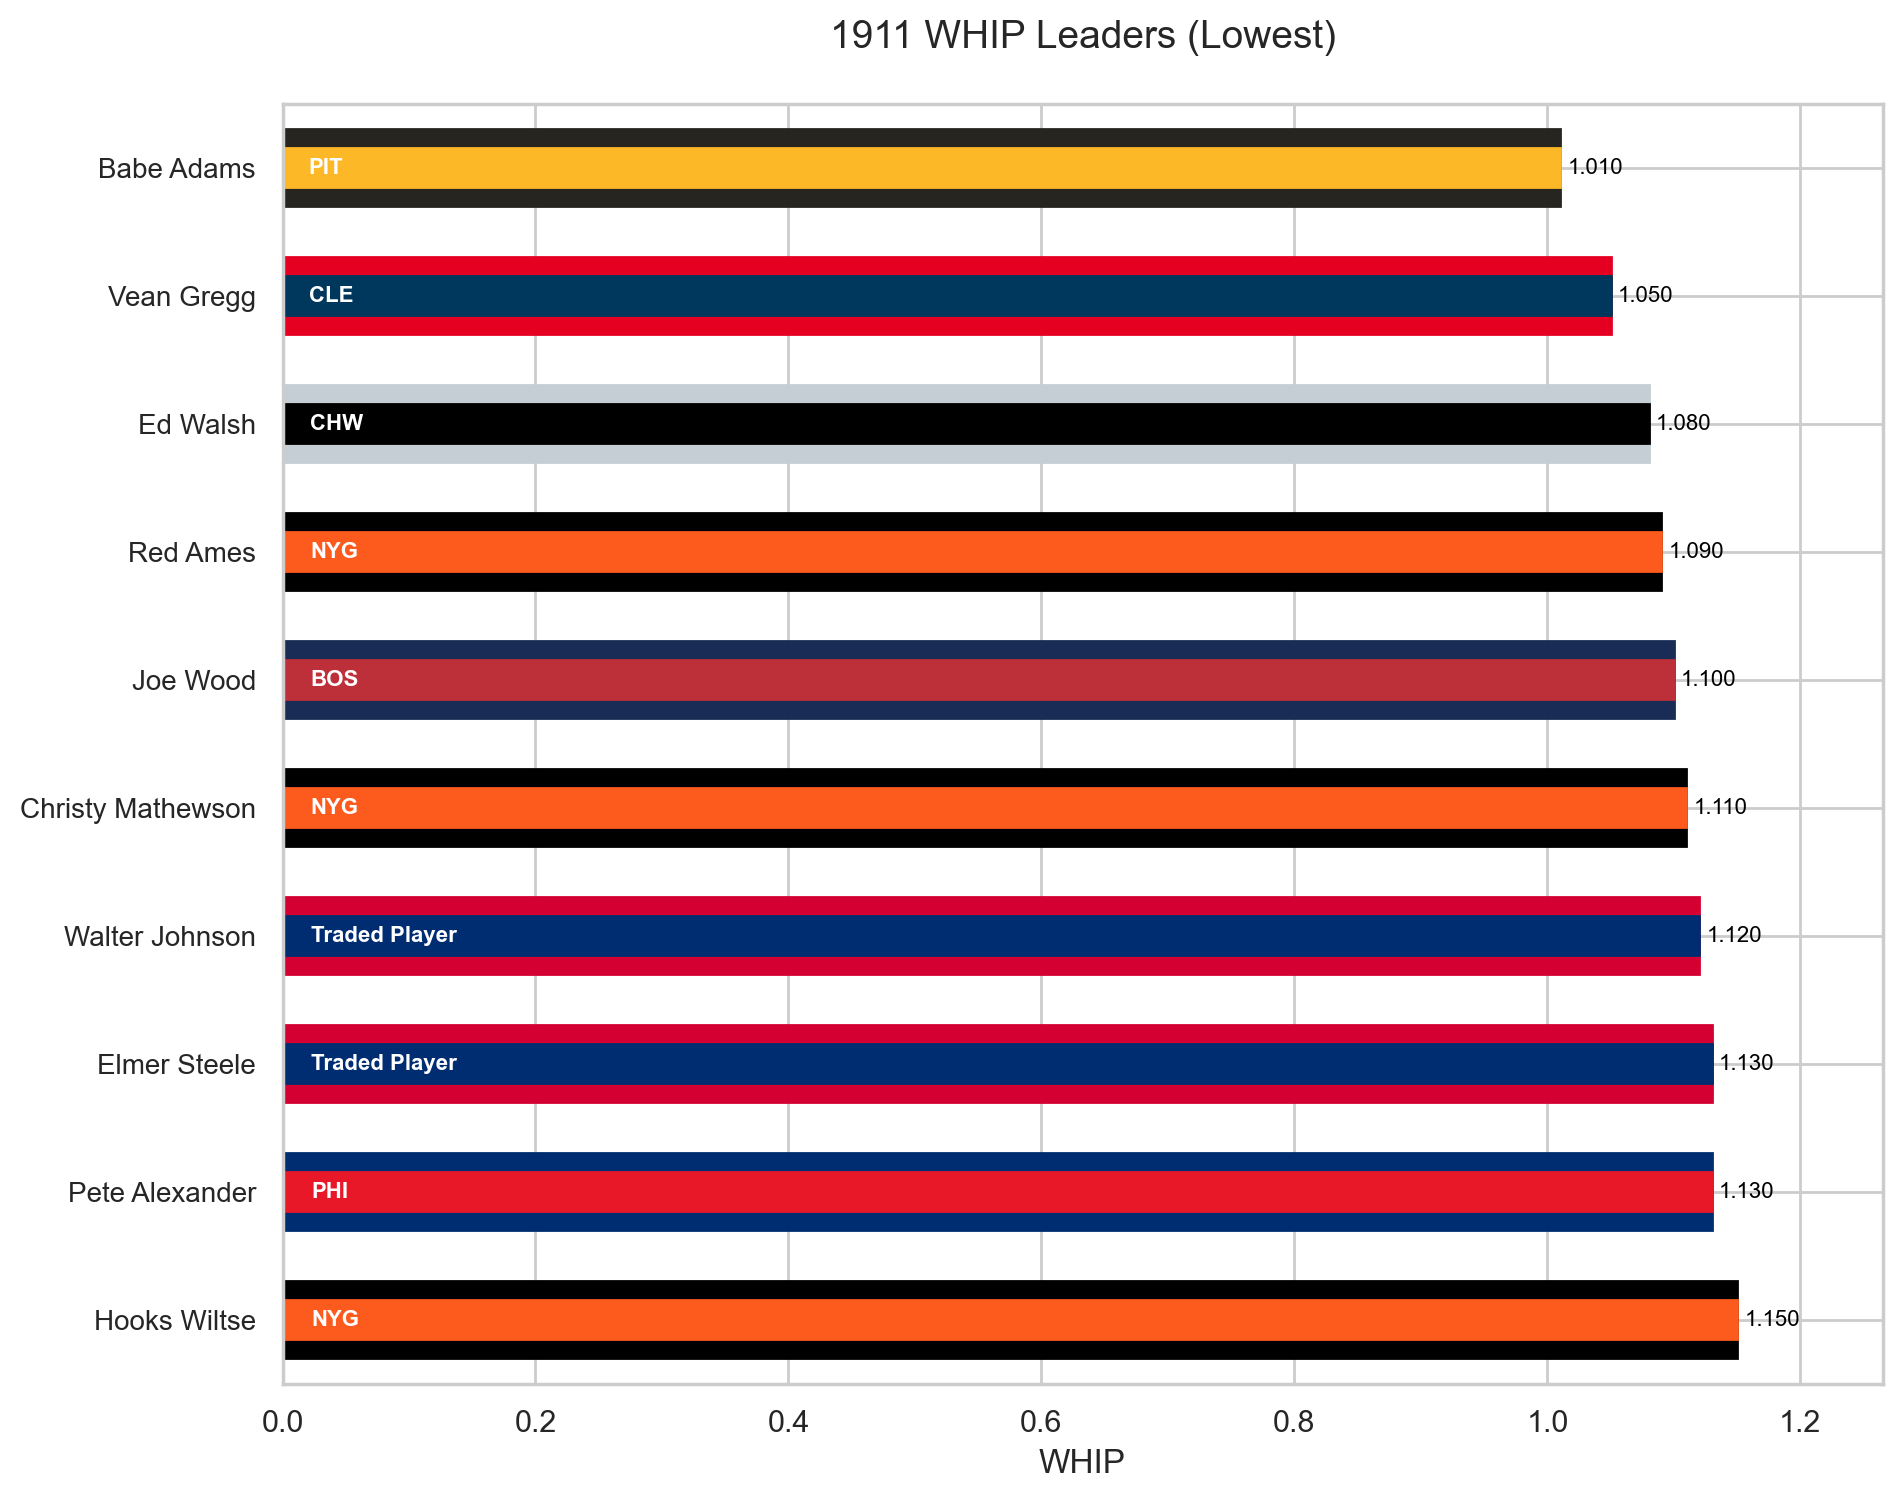 1911 WHIP Leaders (Lowest)
Babe Adams PIT 1.010
Vean Gregg CLE 1.050
Ed Walsh CHW 1.080
Red Ames NYG 1.090
Joe Wood BOS 1.100
Christy Mathewson NYG 1.110
Walter Johnson Traded Player 1.120
Elmer Steele Traded Player 1.130
Pete Alexander PHI 1.130
Hooks Wiltse NYG 1.150
0.0 0.2 0.4 0.6 0.8 1.0 1.2
WHIP